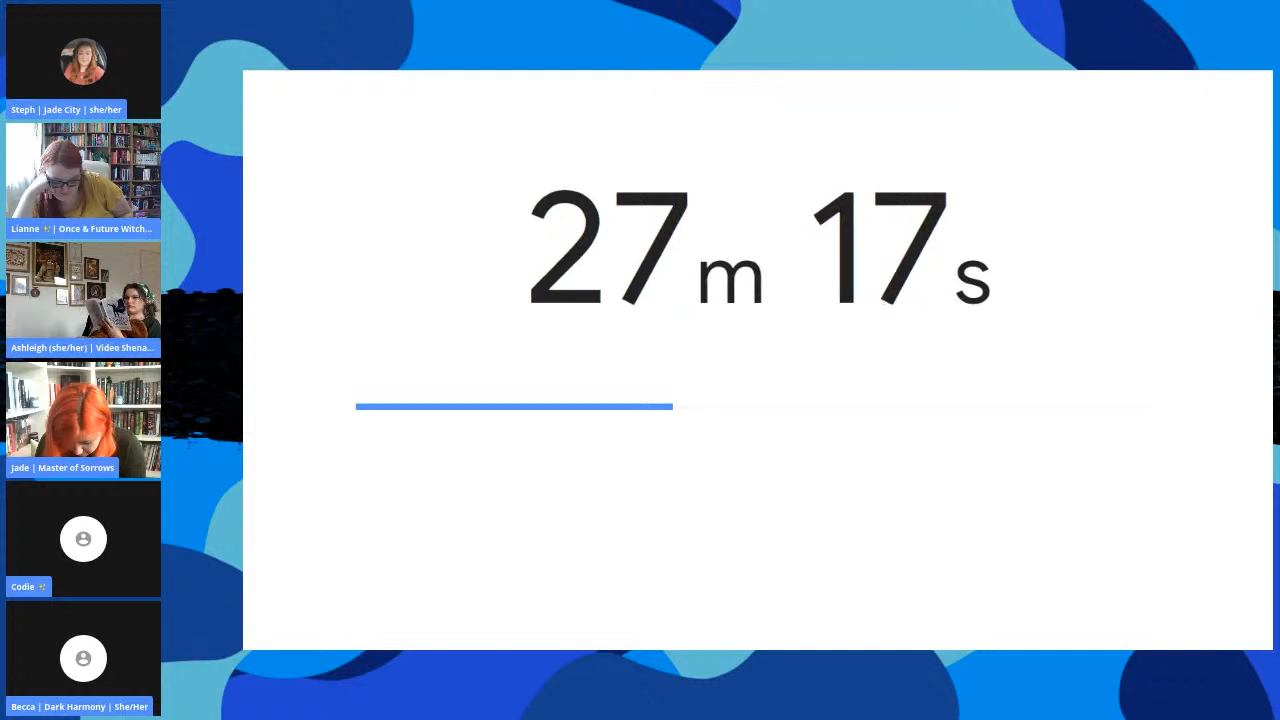 Steph | Jade City | she/her
Lianne ✨ | Once & Future Witch...
Ashleigh (she/her) | Video Shena...
Jade | Master of Sorrows
Codie ✨
Becca | Dark Harmony | She/Her
27m 17s